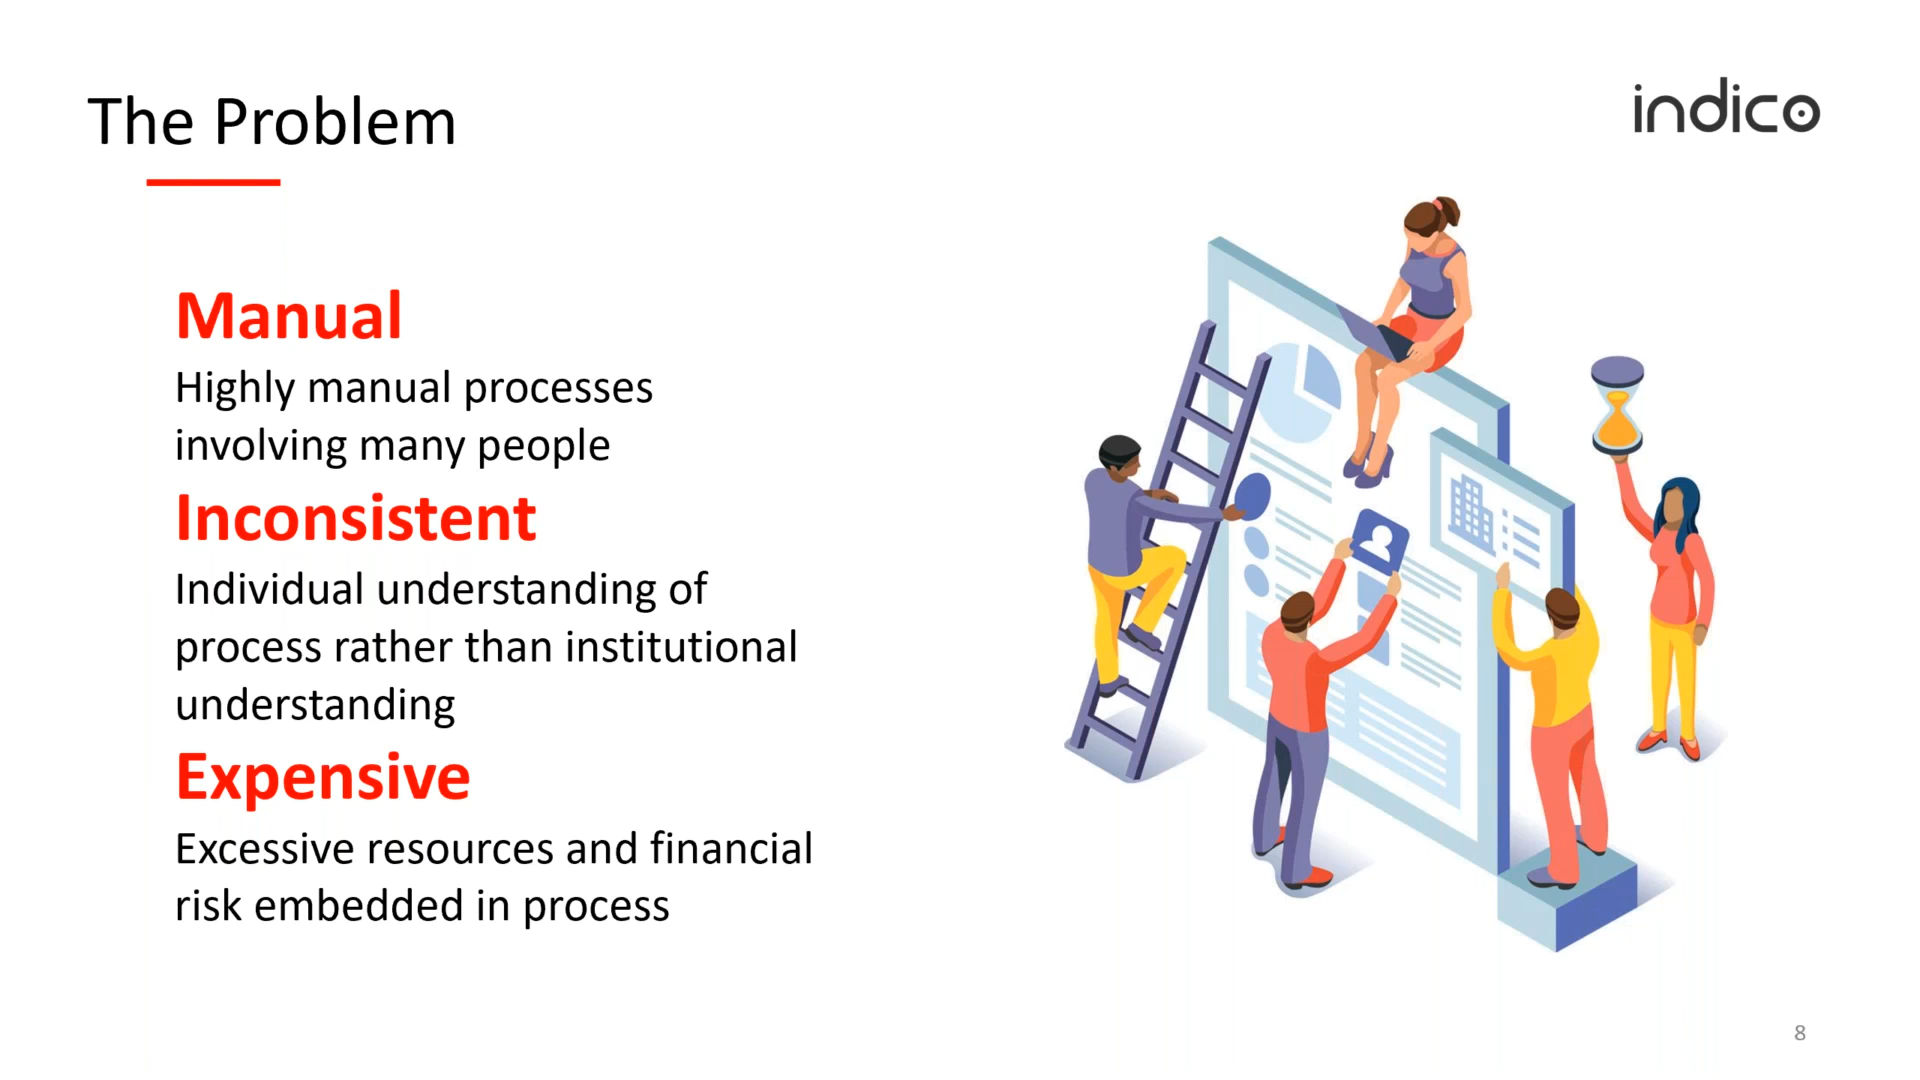 The Problem
indico
Manual
Highly manual processes
involving many people
Inconsistent
Individual understanding of
process rather than institutional
understanding
Expensive
Excessive resources and financial
risk embedded in process
8